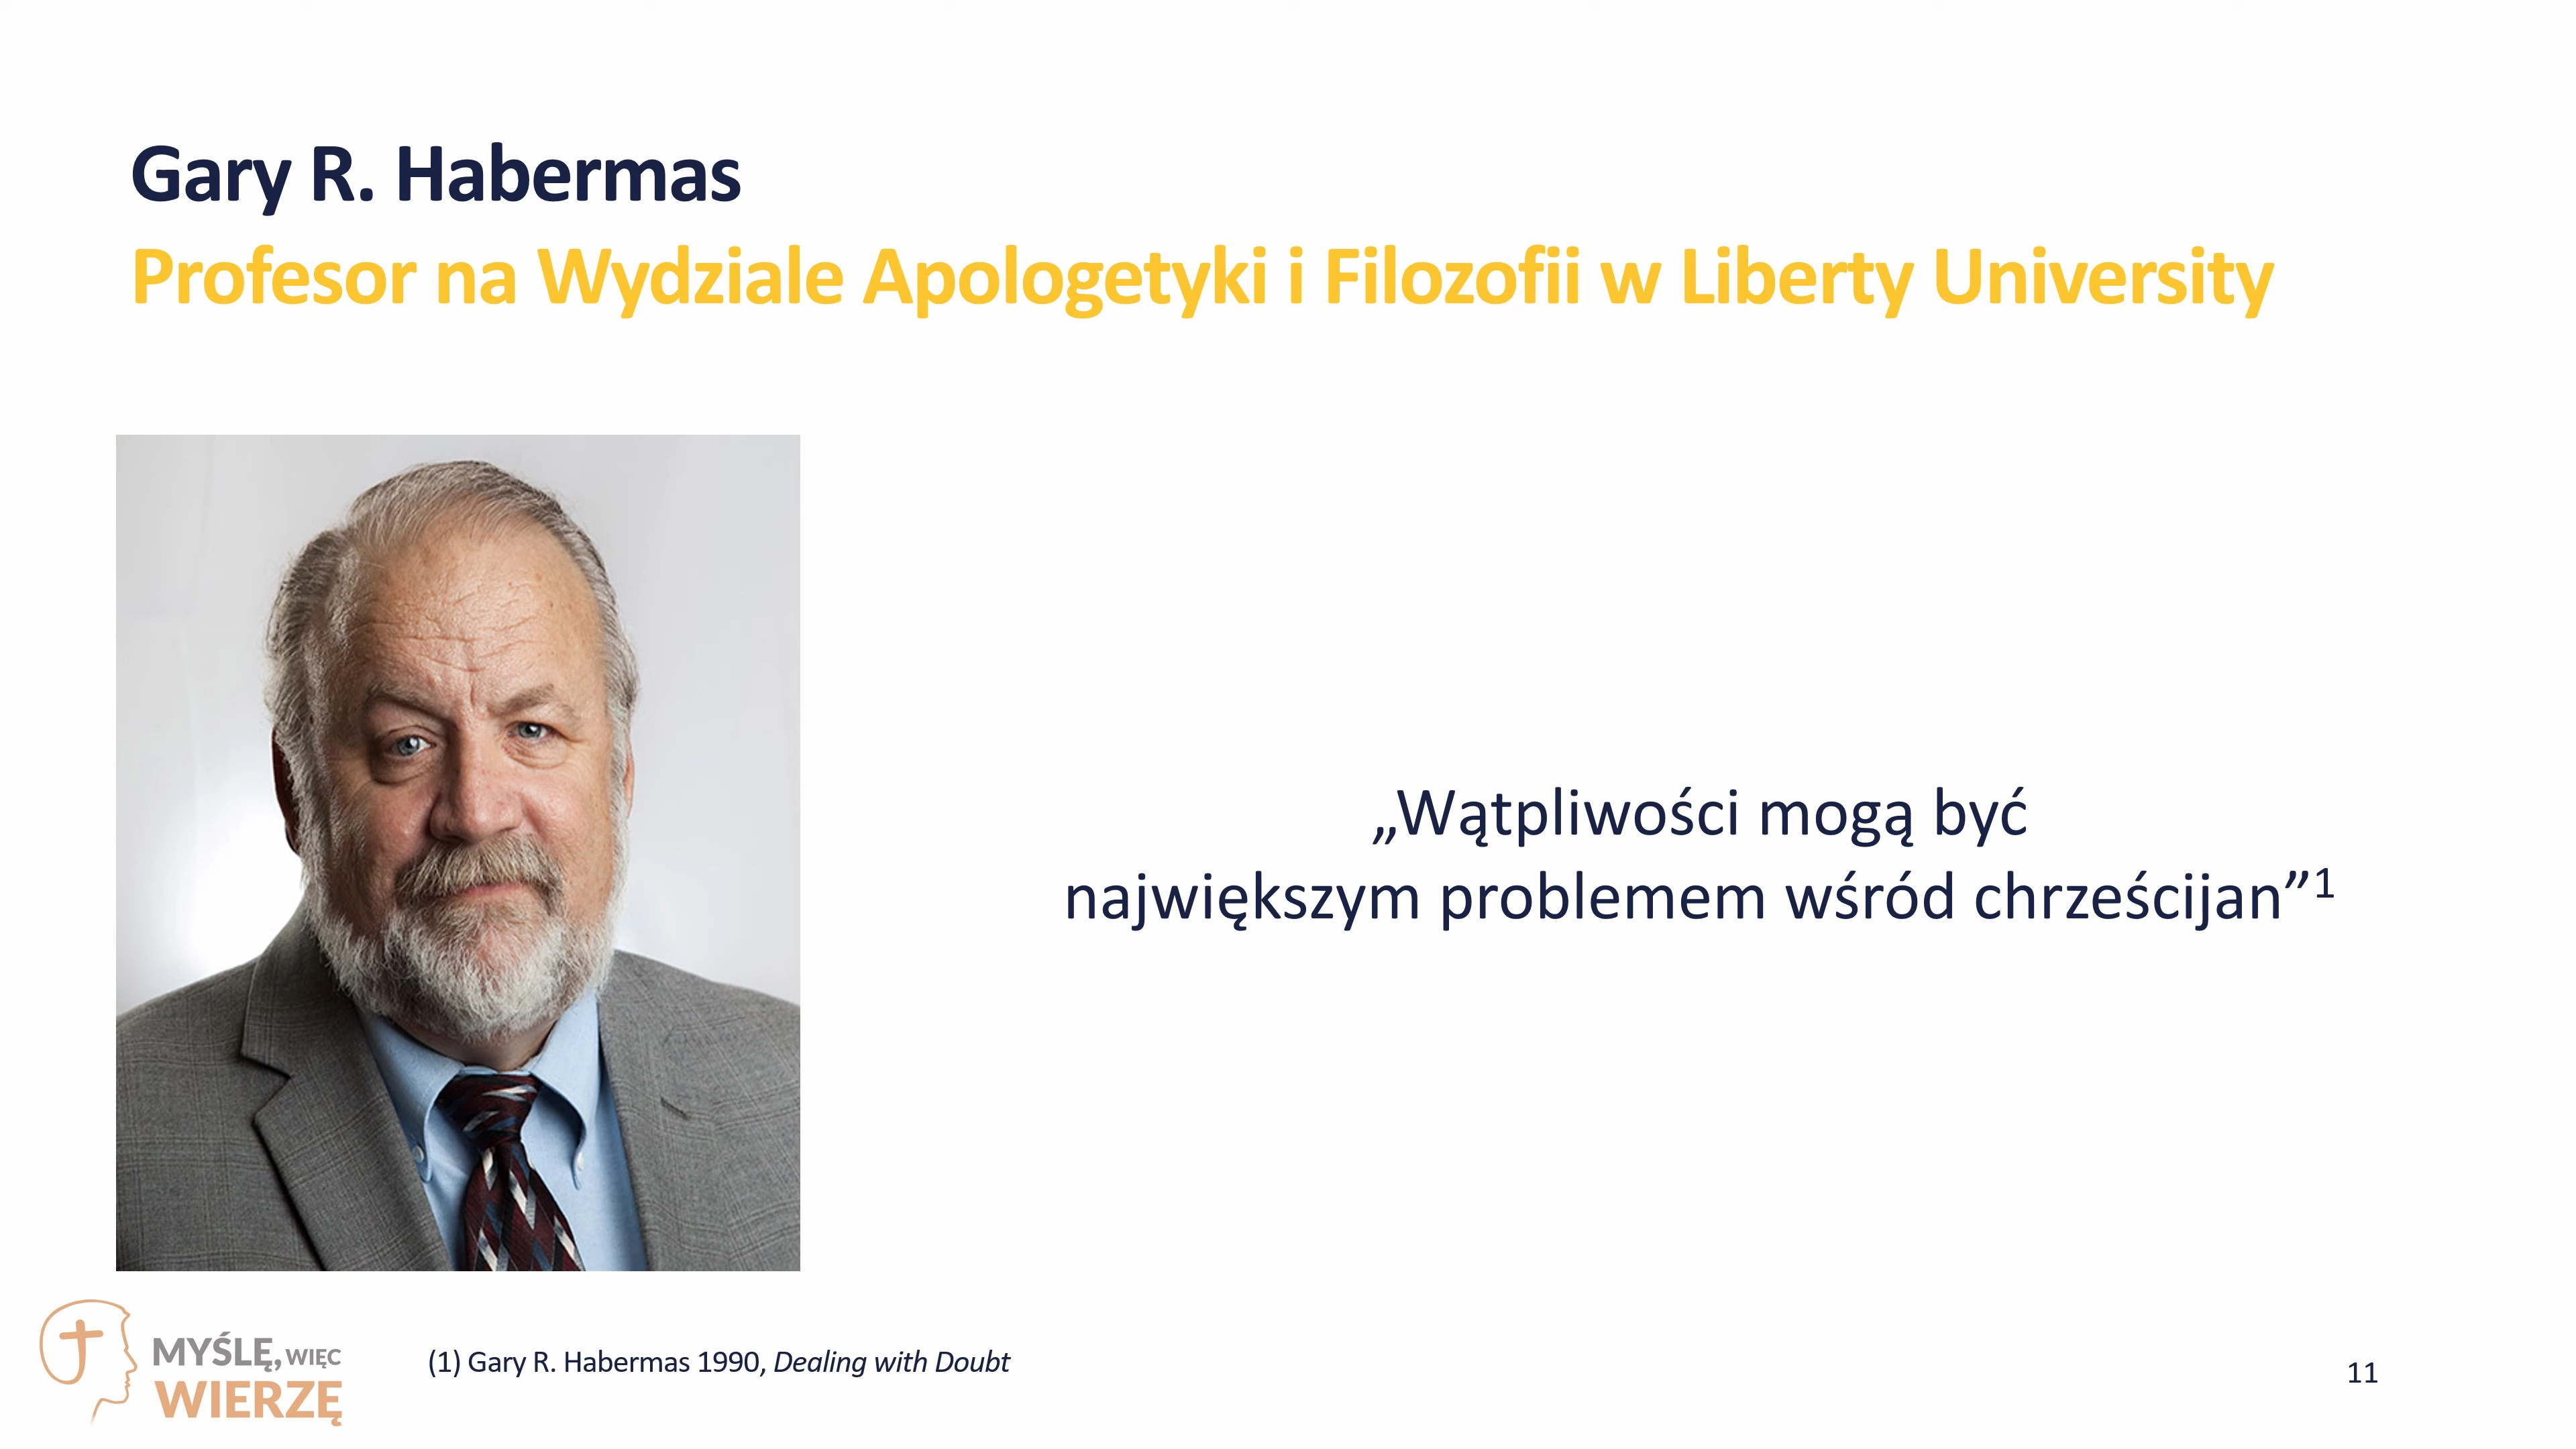 Gary R. Habermas
Profesor na Wydziale Apologetyki i Filozofii w Liberty University
„Wątpliwości mogą być
największym problemem wśród chrześcijan”¹
MYŚLĘ, WIĘC
WIERZĘ
(1) Gary R. Habermas 1990, Dealing with Doubt
11